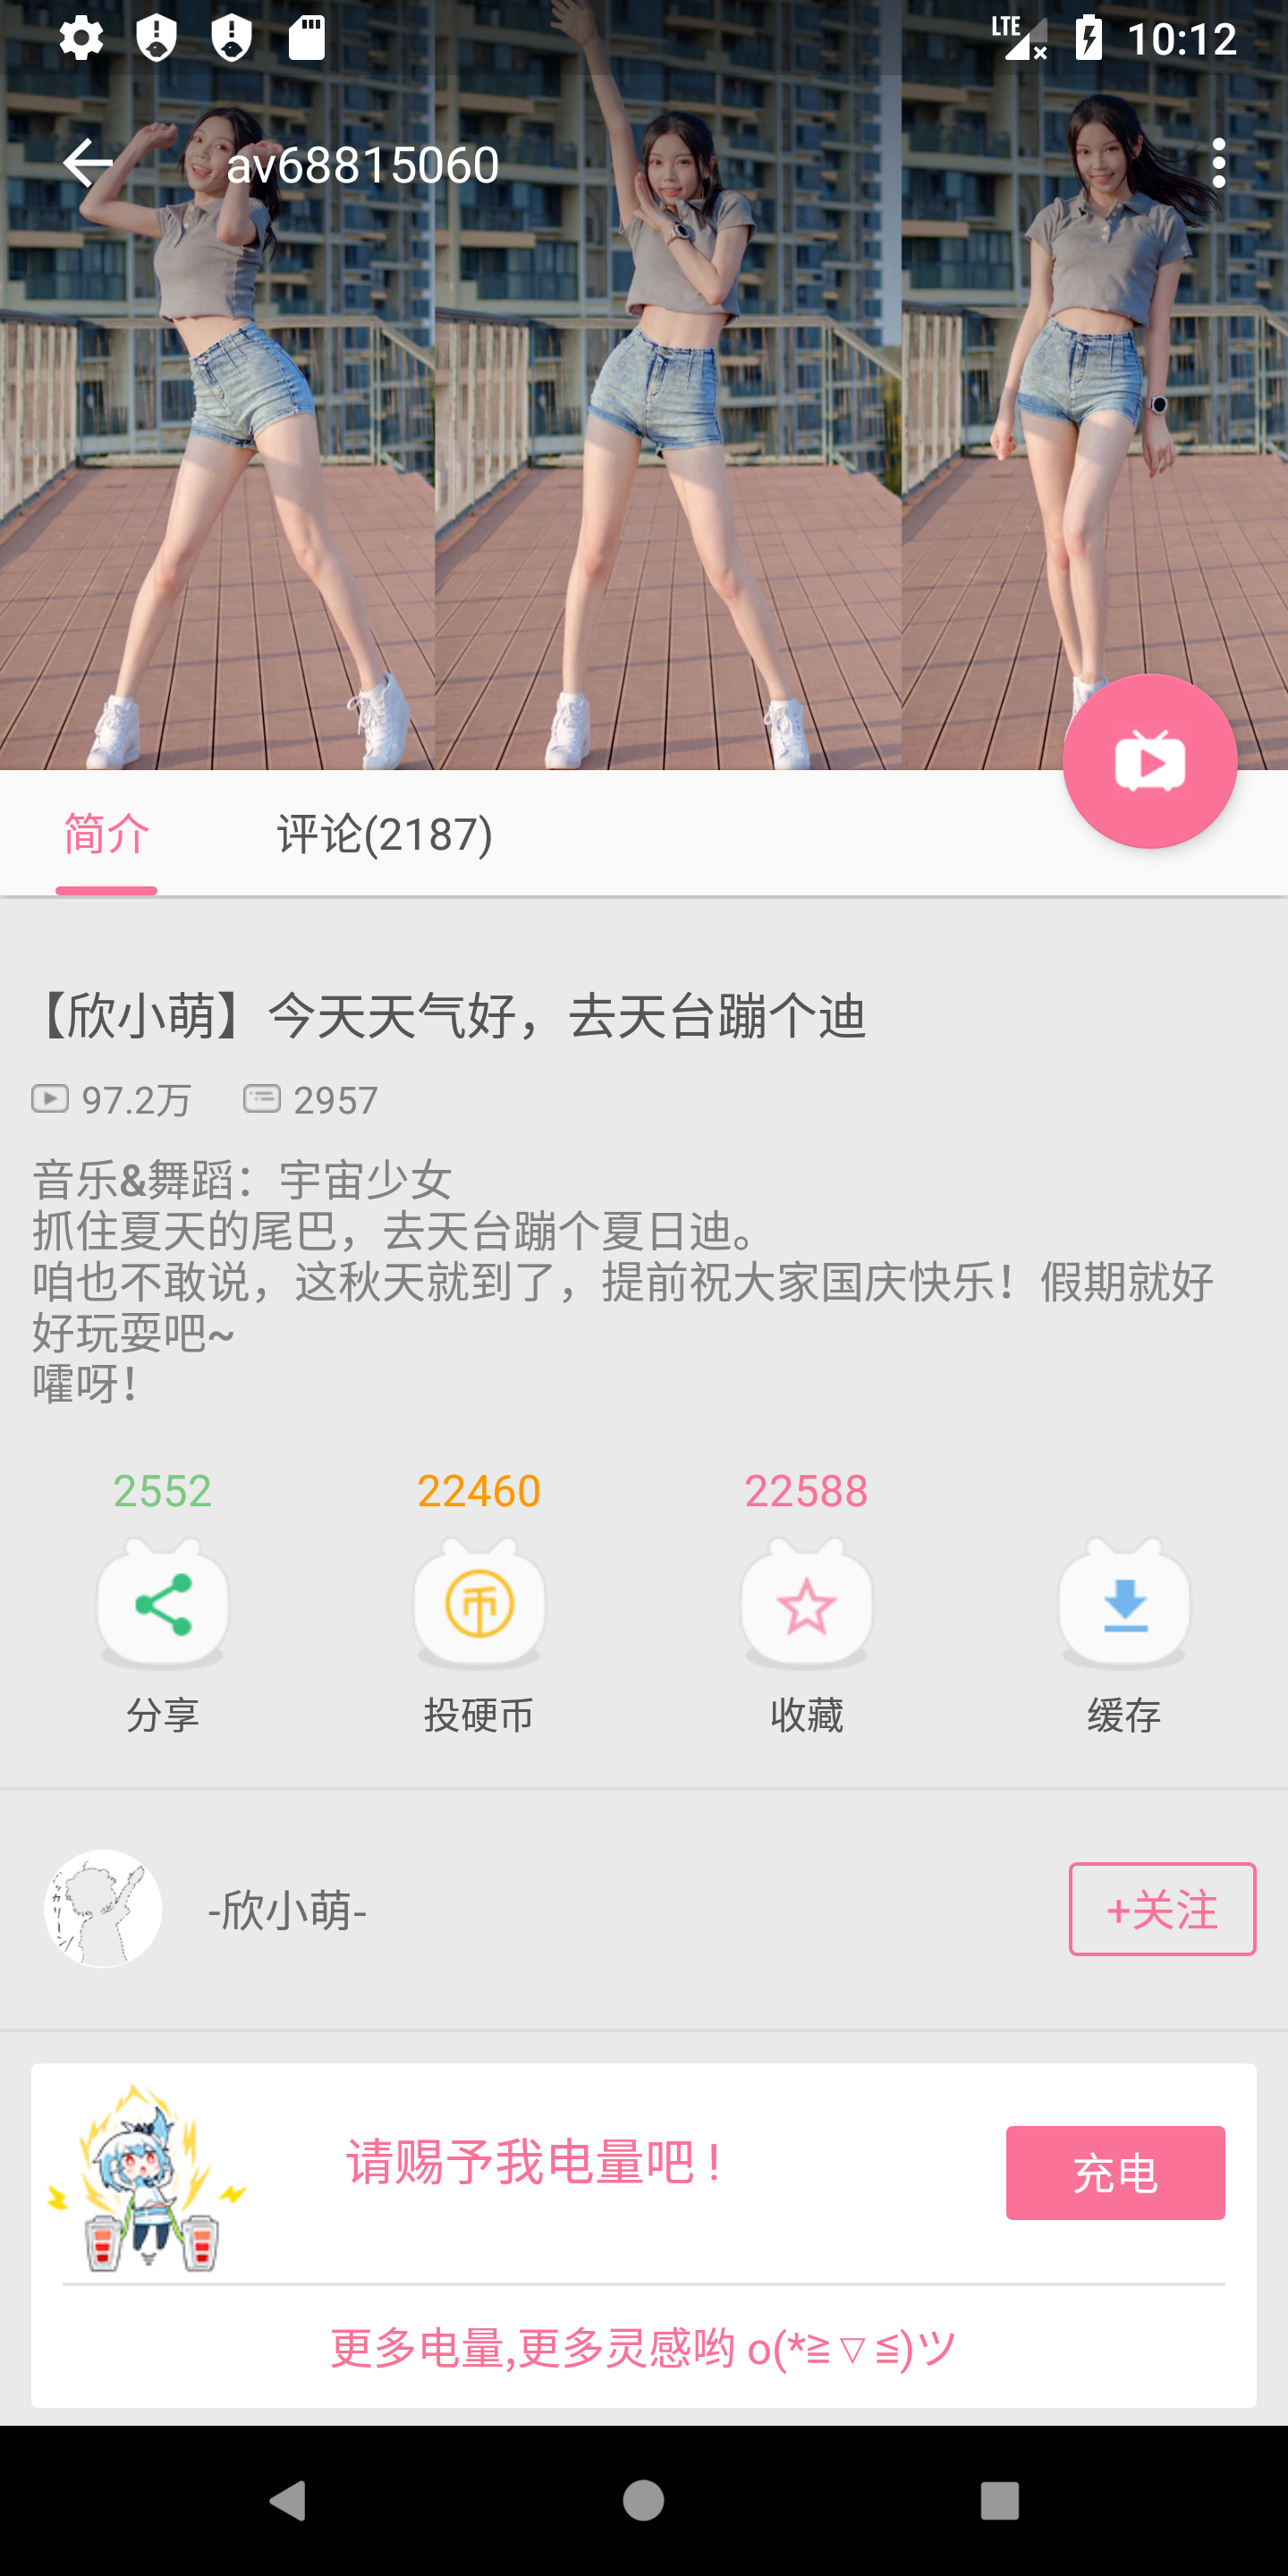 LTE 10:12
av68815060
简介 评论(2187)
【欣小萌】今天天气好，去天台蹦个迪
97.2万 2957
音乐&舞蹈：宇宙少女
抓住夏天的尾巴，去天台蹦个夏日迪。
咱也不敢说，这秋天就到了，提前祝大家国庆快乐！假期就好
好玩耍吧~
嚯呀！
2552 22460 22588
币
分享 投硬币 收藏 缓存
-欣小萌- +关注
请赐予我电量吧 !
充电
更多电量,更多灵感哟 o(*≧▽≦)ツ